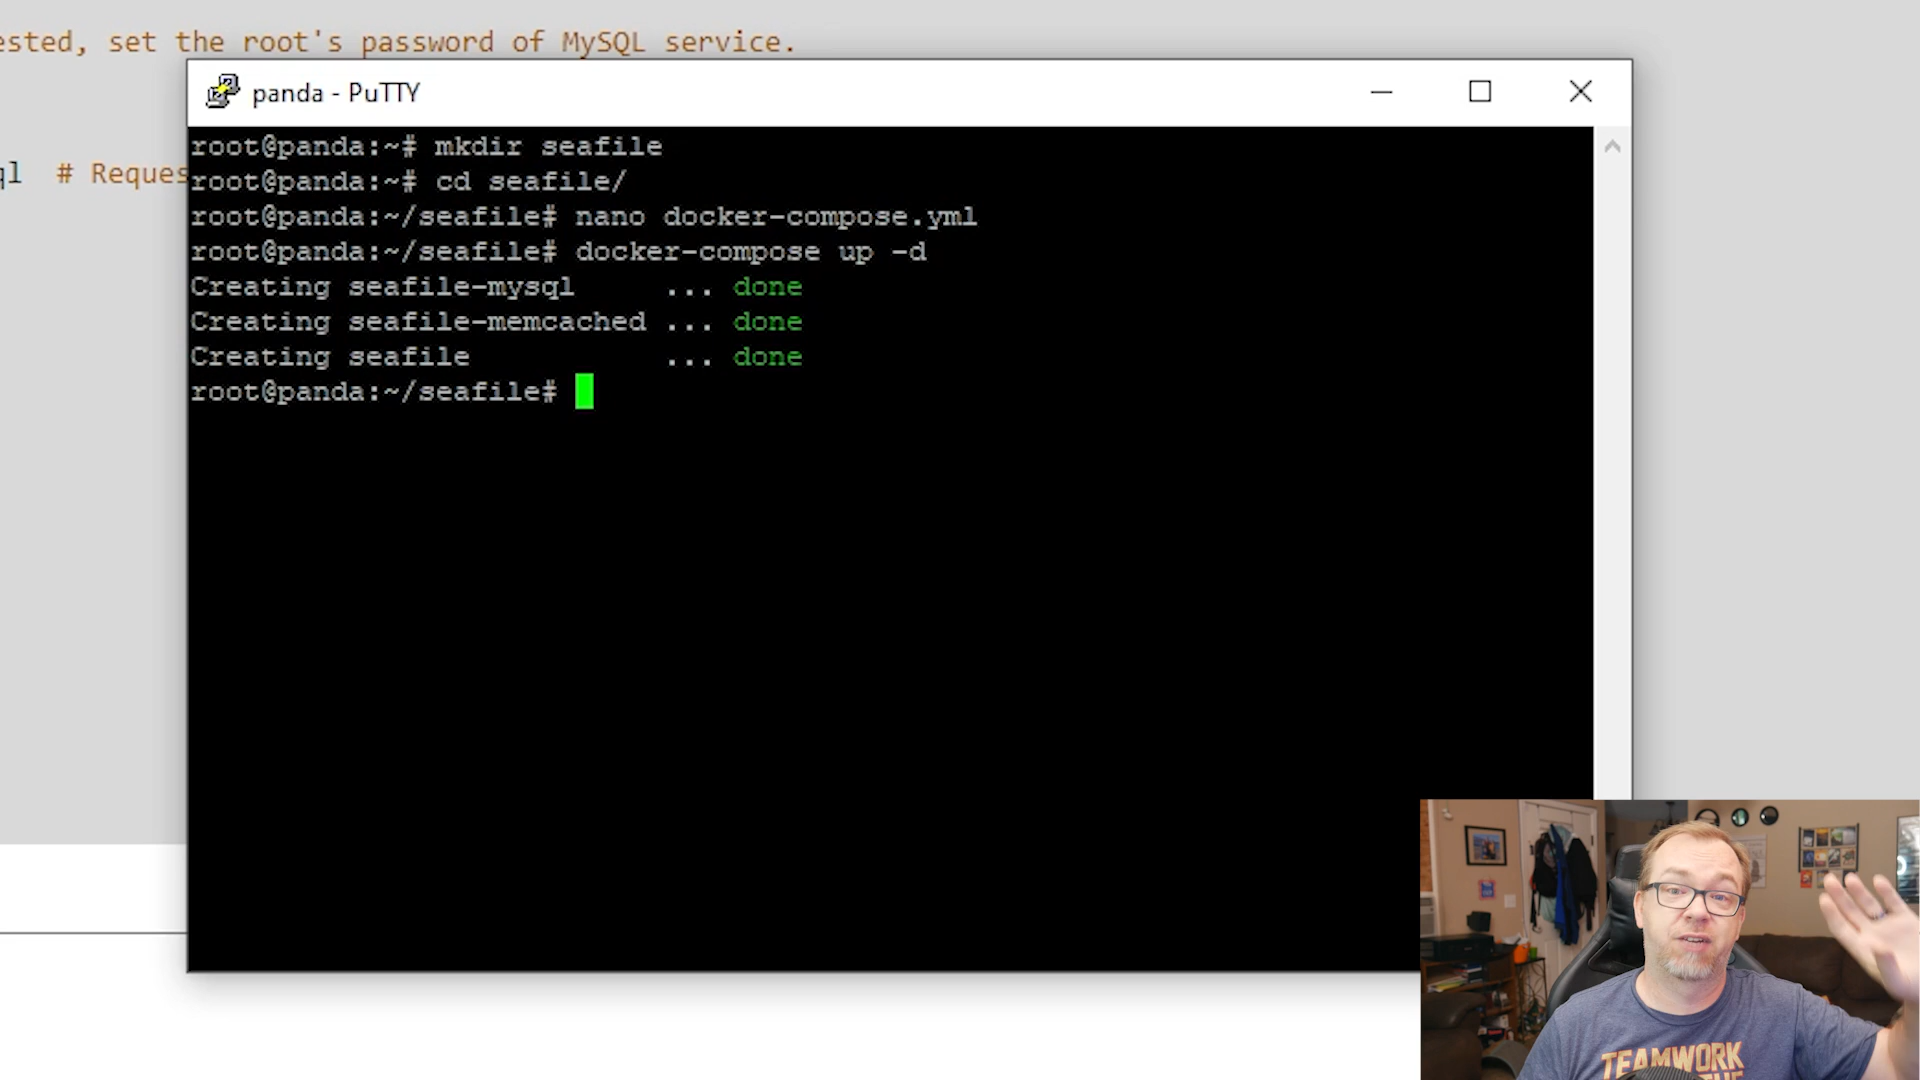 ested, set the root's password of MySQL service.
panda - PuTTY
root@panda:~# mkdir seafile
ql # Reques
root@panda:~# cd seafile/
root@panda:~/seafile# nano docker-compose.yml
root@panda:~/seafile# docker-compose up -d
Creating seafile-mysql ... done
Creating seafile-memcached ... done
Creating seafile ... done
root@panda:~/seafile#
TEAMWORK